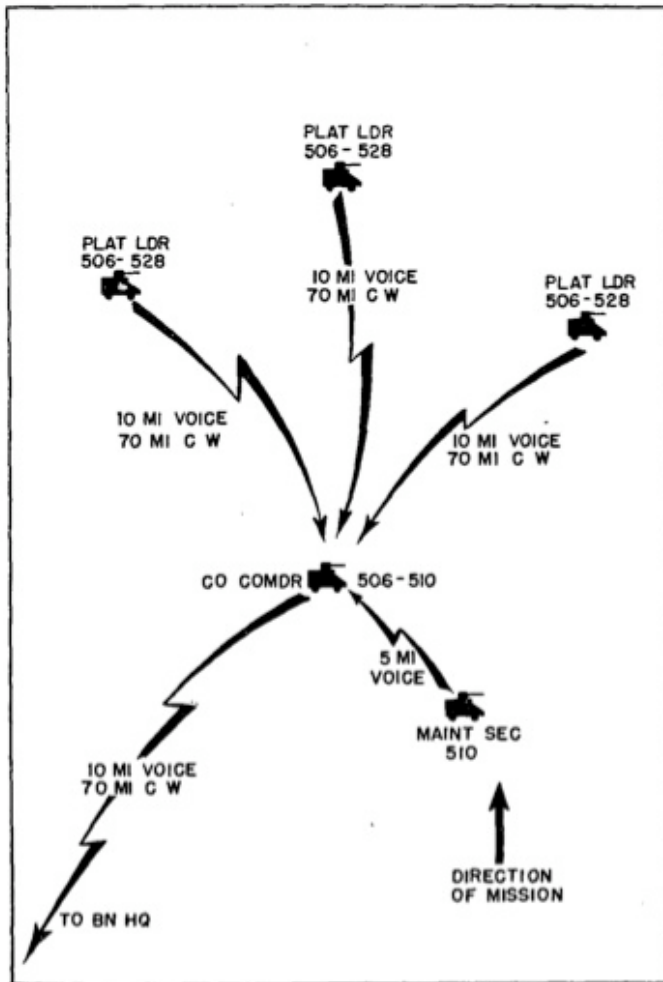 PLAT LDR
506-528
PLAT LDR
506-528
PLAT LDR
506-528
10 MI VOICE
70 MI C W
10 MI VOICE
70 MI C W
10 MI VOICE
70 MI C W
CO COMDR
506-510
5 MI
VOICE
MAINT SEC
510
10 MI VOICE
70 MI C W
DIRECTION
OF MISSION
TO BN HQ